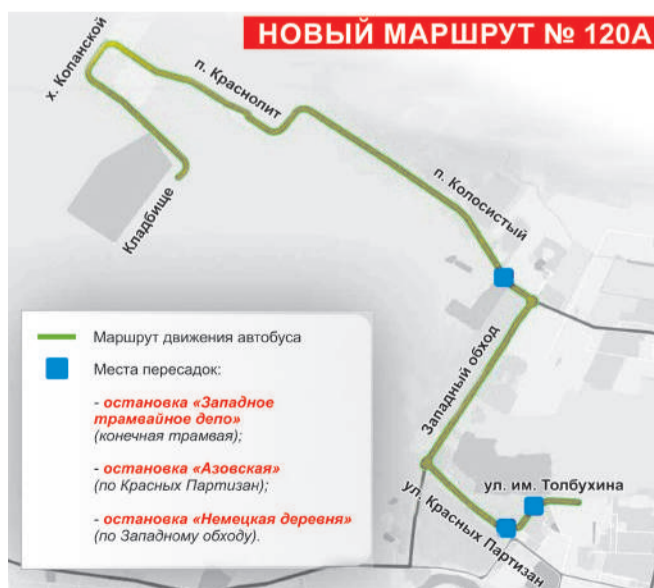 НОВЫЙ МАРШРУТ № 120А
х. Копанской
п. Краснолит
п. Колосистый
Кладбище
Западный обход
ул. им. Толбухина
ул. Красных Партизан
Маршрут движения автобуса
Места пересадок:
- остановка «Западное
трамвайное депо»
(конечная трамвая);
- остановка «Азовская»
(по Красных Партизан);
- остановка «Немецкая деревня»
(по Западному обходу).